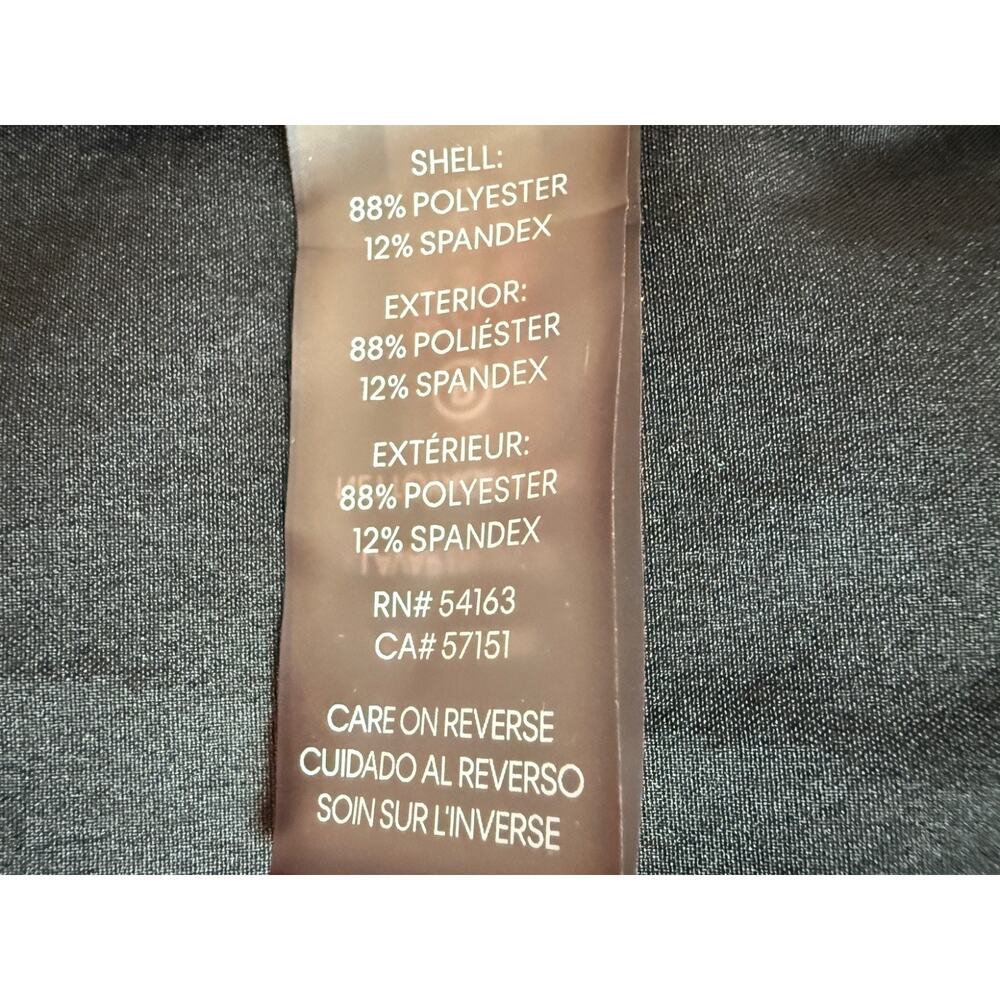 SHELL:
88% POLYESTER
12% SPANDEX
EXTERIOR:
88% POLIÉSTER
12% SPANDEX
EXTÉRIEUR:
88% POLYESTER
12% SPANDEX
RN# 54163
CA# 57151
CARE ON REVERSE
CUIDADO AL REVERSO
SOIN SUR L'INVERSE